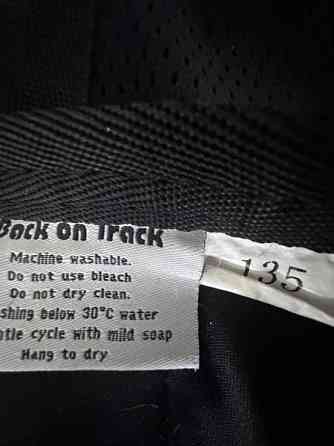 Back on Track
Machine washable.
Do not use bleach
Do not dry clean.
shing below 30°C water
ntle cycle with mild soap
Hang to dry
135